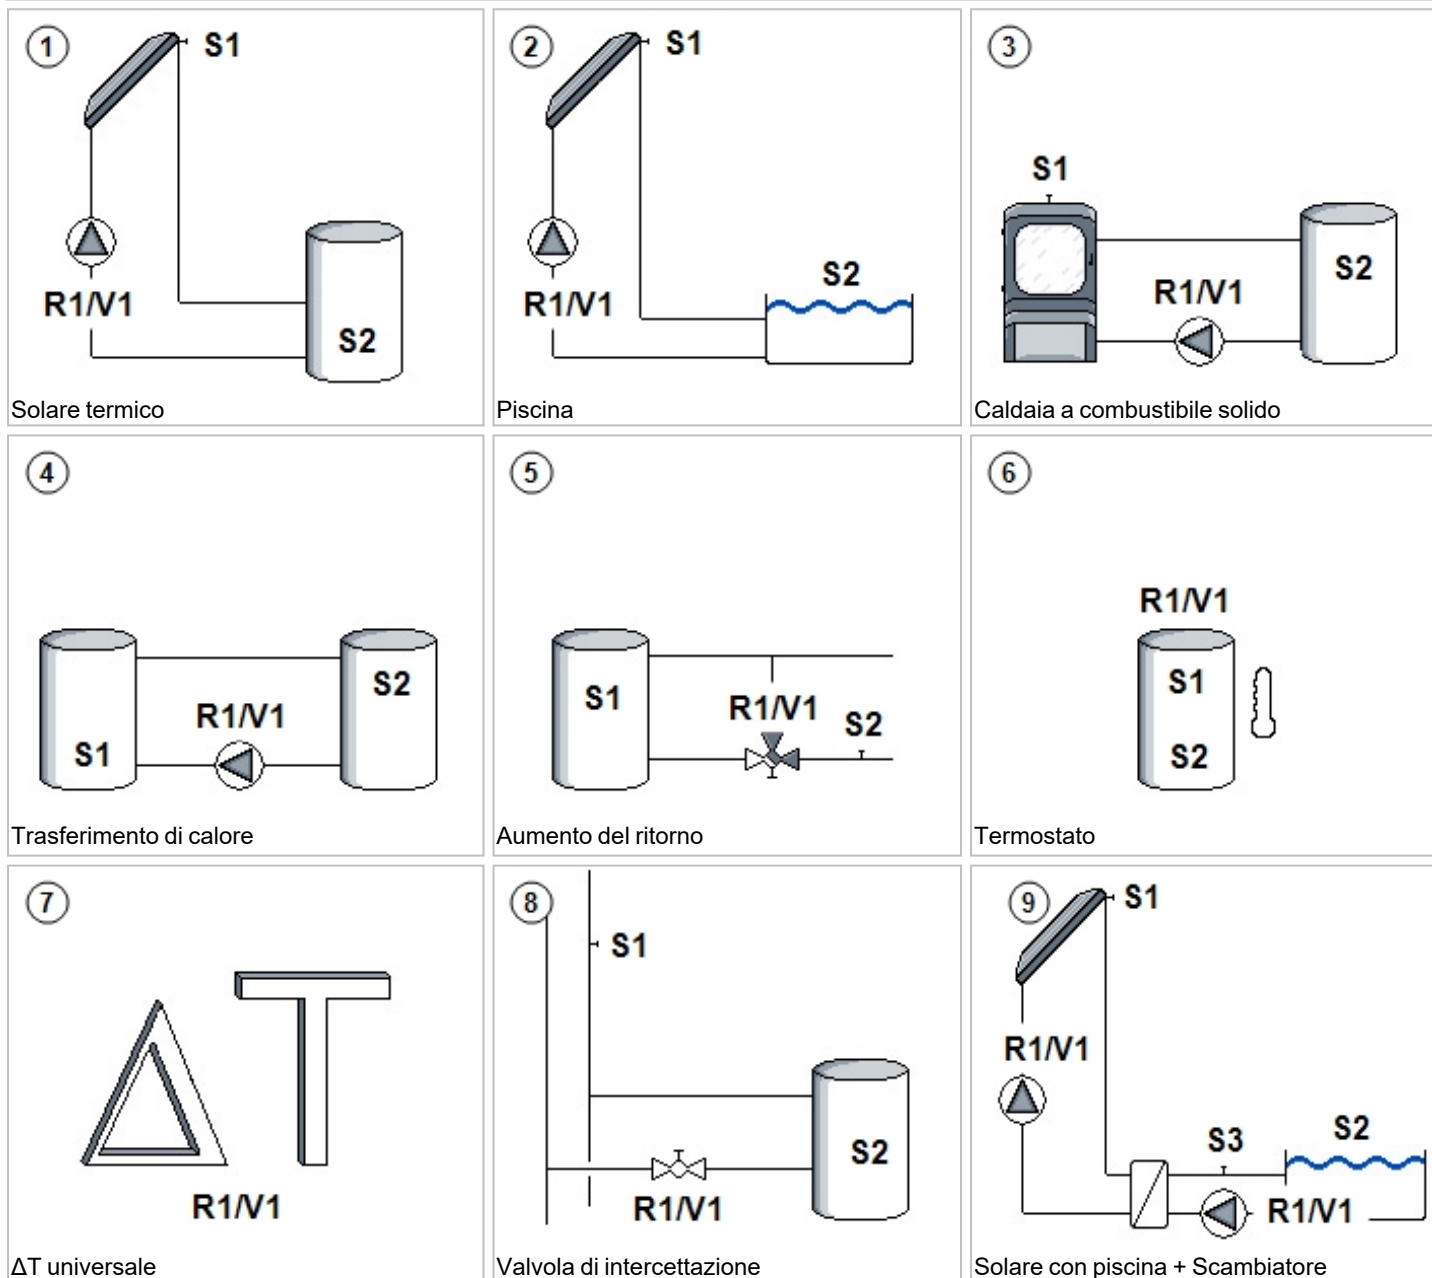 1
S1
R1/V1
S2
Solare termico
2
S1
R1/V1
S2
Piscina
3
S1
R1/V1
S2
Caldaia a combustibile solido
4
S1
R1/V1
S2
Trasferimento di calore
5
S1
R1/V1
S2
Aumento del ritorno
6
R1/V1
S1
S2
Termostato
7
ΔT
R1/V1
ΔT universale
8
S1
S2
R1/V1
Valvola di intercettazione
9
S1
R1/V1
S3
S2
R1/V1
Solare con piscina + Scambiatore